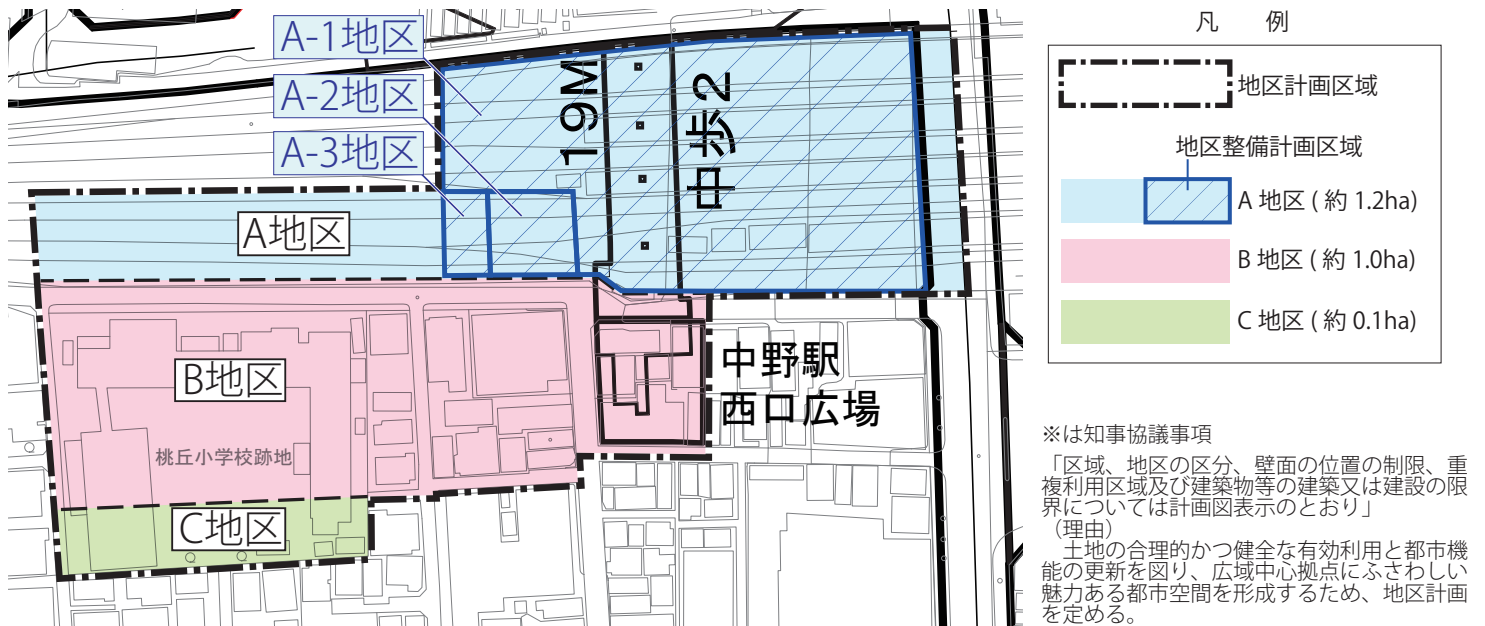 A-1地区
A-2地区
A-3地区
19M
中歩2
A地区
B地区
桃丘小学校跡地
C地区
中野駅
西口広場
凡　例
地区計画区域
地区整備計画区域
A 地区 ( 約 1.2ha)
B 地区 ( 約 1.0ha)
C 地区 ( 約 0.1ha)
※は知事協議事項
「区域、地区の区分、壁面の位置の制限、重
複利用区域及び建築物等の建築又は建設の限
界については計画図表示のとおり」
（理由）
　土地の合理的かつ健全な有効利用と都市機
能の更新を図り、広域中心拠点にふさわしい
魅力ある都市空間を形成するため、地区計画
を定める。